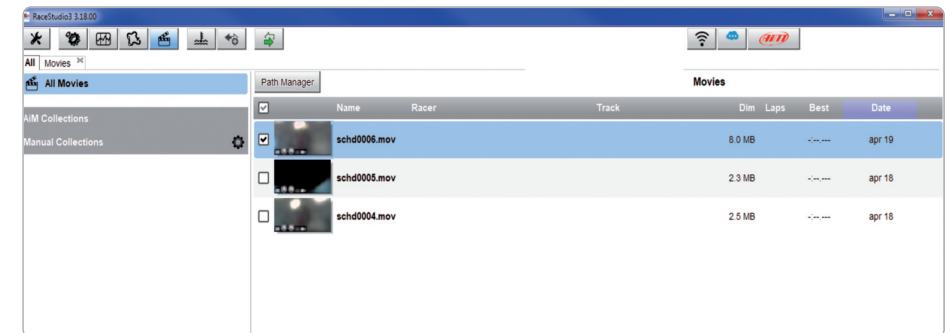 RaceStudio3 3.18.00
AiM
All Movies
All Movies
Path Manager
Movies
AiM Collections
Manual Collections
Name Racer Track Dim Laps Best Date
schd0006.mov 8.0 MB -:--.--- apr 19
schd0005.mov 2.3 MB -:--.--- apr 18
schd0004.mov 2.5 MB -:--.--- apr 18